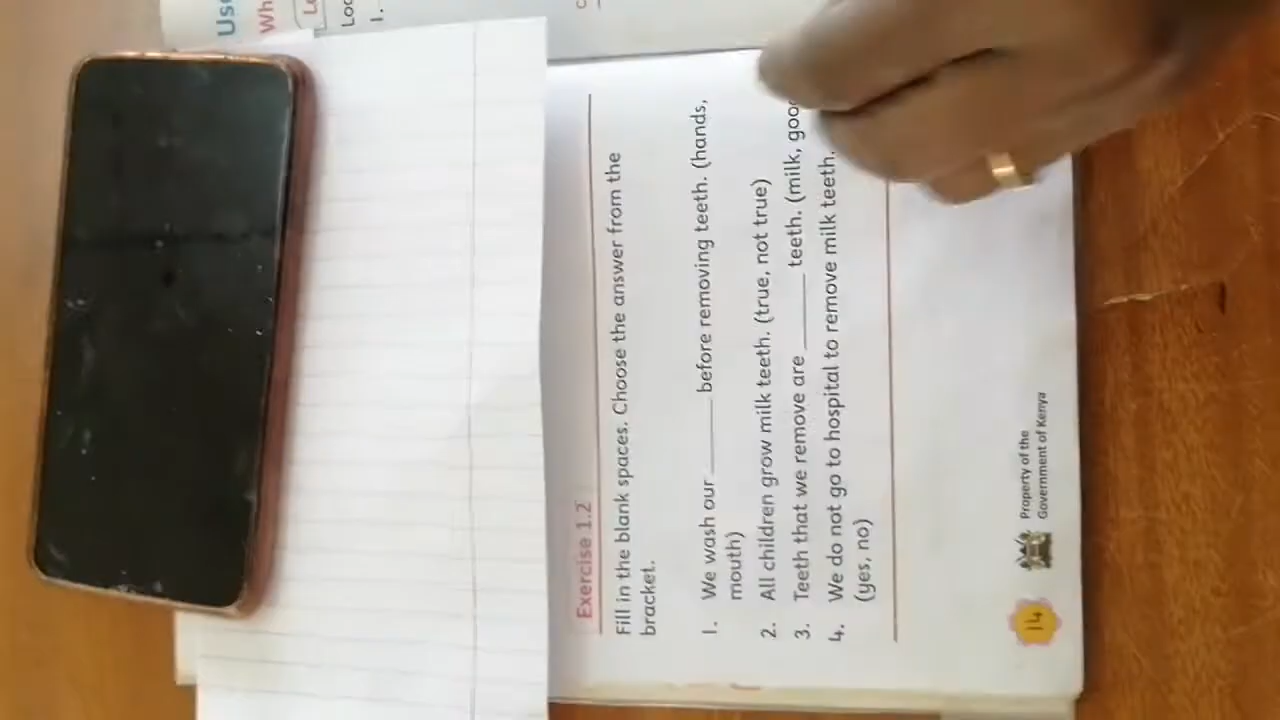 Exercise 1.2
Fill in the blank spaces. Choose the answer from the
bracket.
1. We wash our ______ before removing teeth. (hands,
mouth)
2. All children grow milk teeth. (true, not true)
3. Teeth that we remove are ______ teeth. (milk,
4. We do not go to hospital to remove milk teeth.
(yes, no)
14
Property of the
Government of Kenya